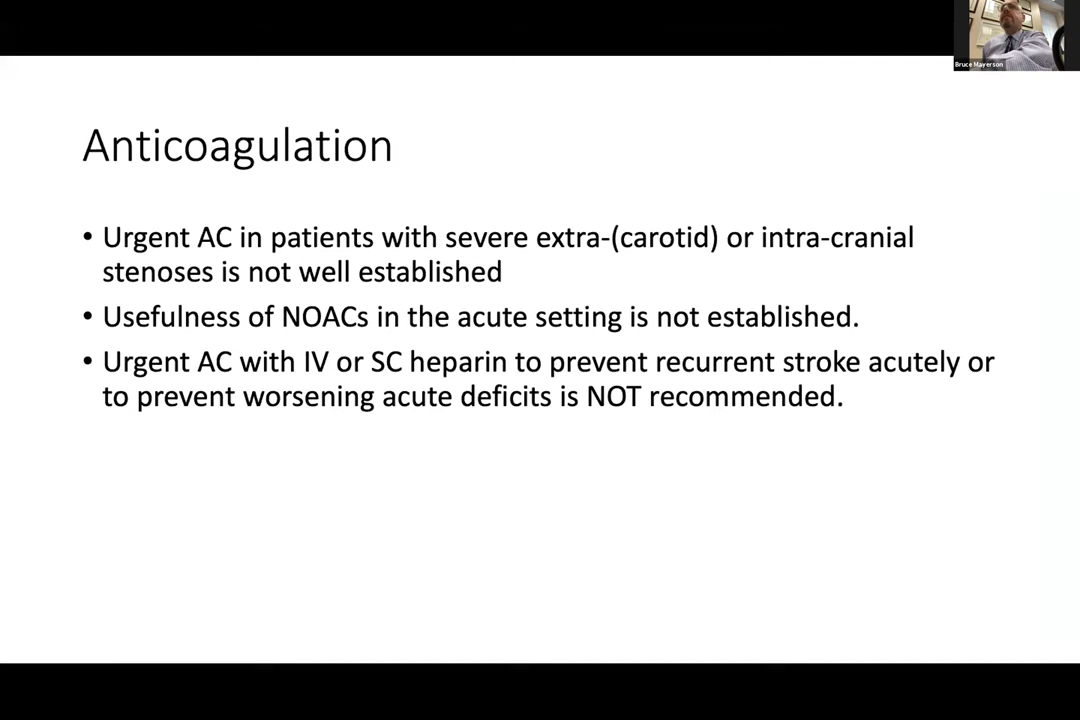 Bruce Mayerson
Anticoagulation
• Urgent AC in patients with severe extra-(carotid) or intra-cranial
stenoses is not well established
• Usefulness of NOACs in the acute setting is not established.
• Urgent AC with IV or SC heparin to prevent recurrent stroke acutely or
to prevent worsening acute deficits is NOT recommended.